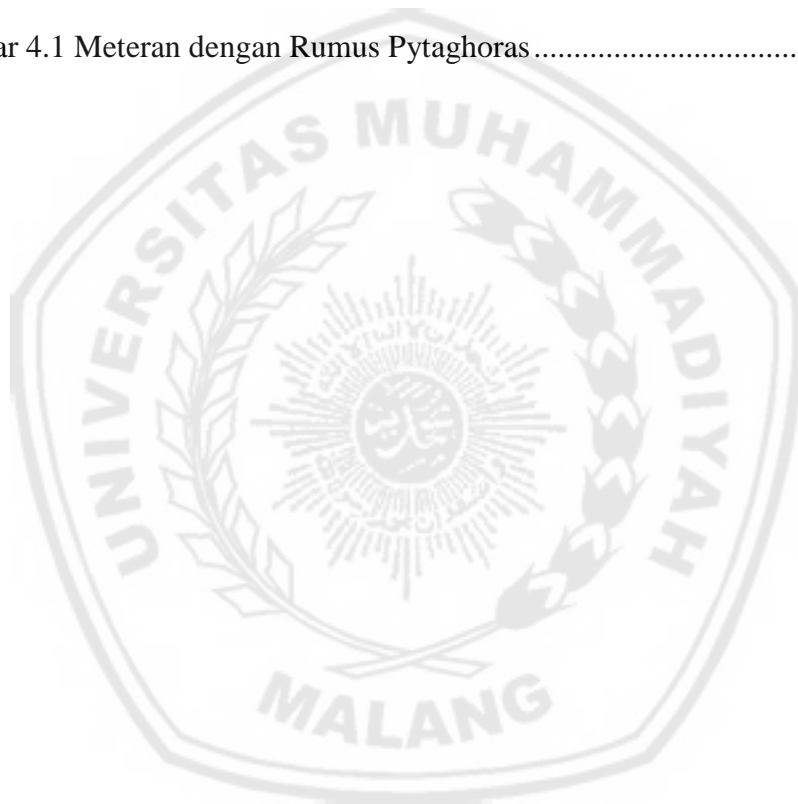 ar 4.1 Meteran dengan Rumus Pytaghoras.................................
UNIVERSITAS MUHAMMADIYAH
MALANG